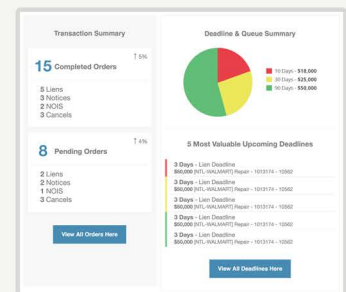 Transaction Summary
↑ 5%
15 Completed Orders
5 Liens
3 Notices
2 NOIS
3 Cancels
↑ 4%
8 Pending Orders
2 Liens
2 Notices
1 NOIS
3 Cancels
View All Orders Here
Deadline & Queue Summary
10 Days - $18,000
30 Days - $25,000
90 Days - $50,000
5 Most Valuable Upcoming Deadlines
3 Days - Lien Deadline
$60,000 [NTL-WALMART] Repair - 1013174 - 10562
3 Days - Lien Deadline
$60,000 [NTL-WALMART] Repair - 1013174 - 10562
3 Days - Lien Deadline
$60,000 [NTL-WALMART] Repair - 1013174 - 10562
3 Days - Lien Deadline
$60,000 [NTL-WALMART] Repair - 1013174 - 10562
3 Days - Lien Deadline
$60,000 [NTL-WALMART] Repair - 1013174 - 10562
View All Deadlines Here